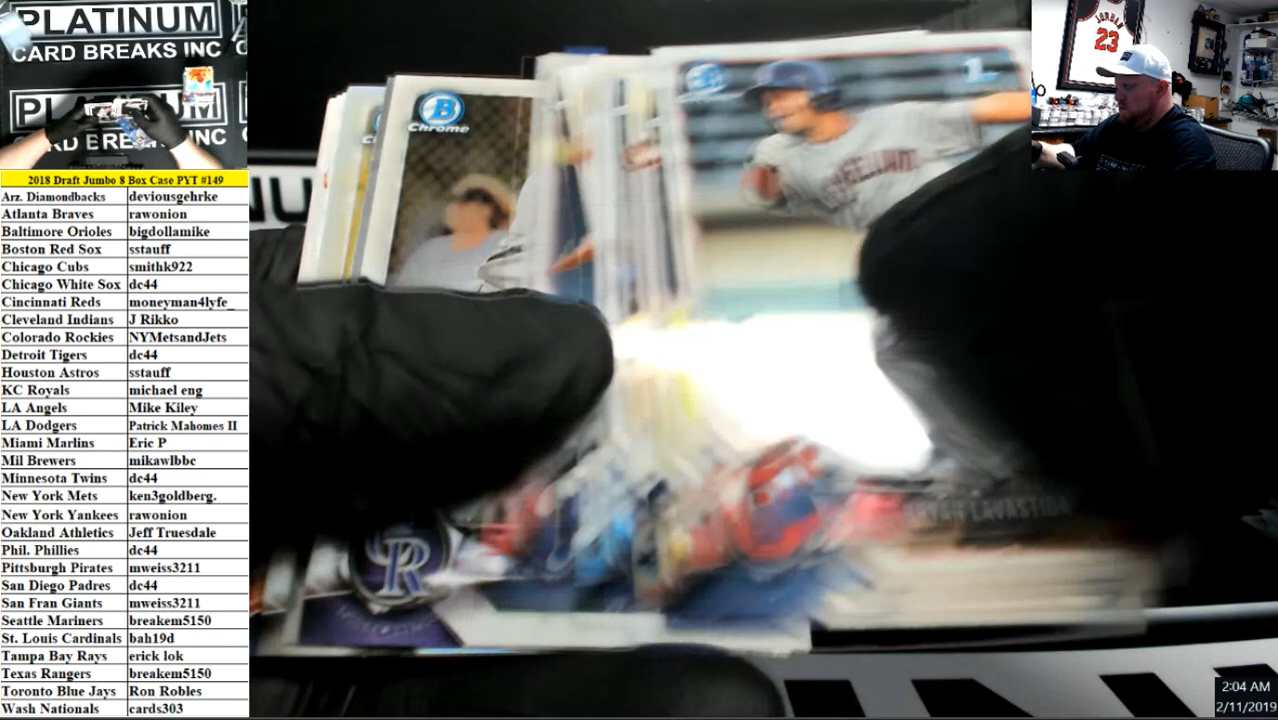 PLATINUM
CARD BREAKS INC
JORDAN
23
2018 Draft Jumbo 8 Box Case PYT #149
Arz. Diamondbacks deviousgehrke
Atlanta Braves rawonion
Baltimore Orioles bigdollamike
Boston Red Sox sstauff
Chicago Cubs smithk922
Chicago White Sox dc44
Cincinnati Reds moneyman4lyfe_
Cleveland Indians J Rikko
Colorado Rockies NYMetsandJets
Detroit Tigers dc44
Houston Astros sstauff
KC Royals michael eng
LA Angels Mike Kiley
LA Dodgers Patrick Mahomes II
Miami Marlins Eric P
Mil Brewers mikawlbbc
Minnesota Twins dc44
New York Mets ken3goldberg.
New York Yankees rawonion
Oakland Athletics Jeff Truesdale
Phil. Phillies dc44
Pittsburgh Pirates mweiss3211
San Diego Padres dc44
San Fran Giants mweiss3211
Seattle Mariners breakem5150
St. Louis Cardinals bah19d
Tampa Bay Rays erick lok
Texas Rangers breakem5150
Toronto Blue Jays Ron Robles
Wash Nationals cards303
B
Chrome
CR
LAVASTIDA
2:04 AM
2/11/2019